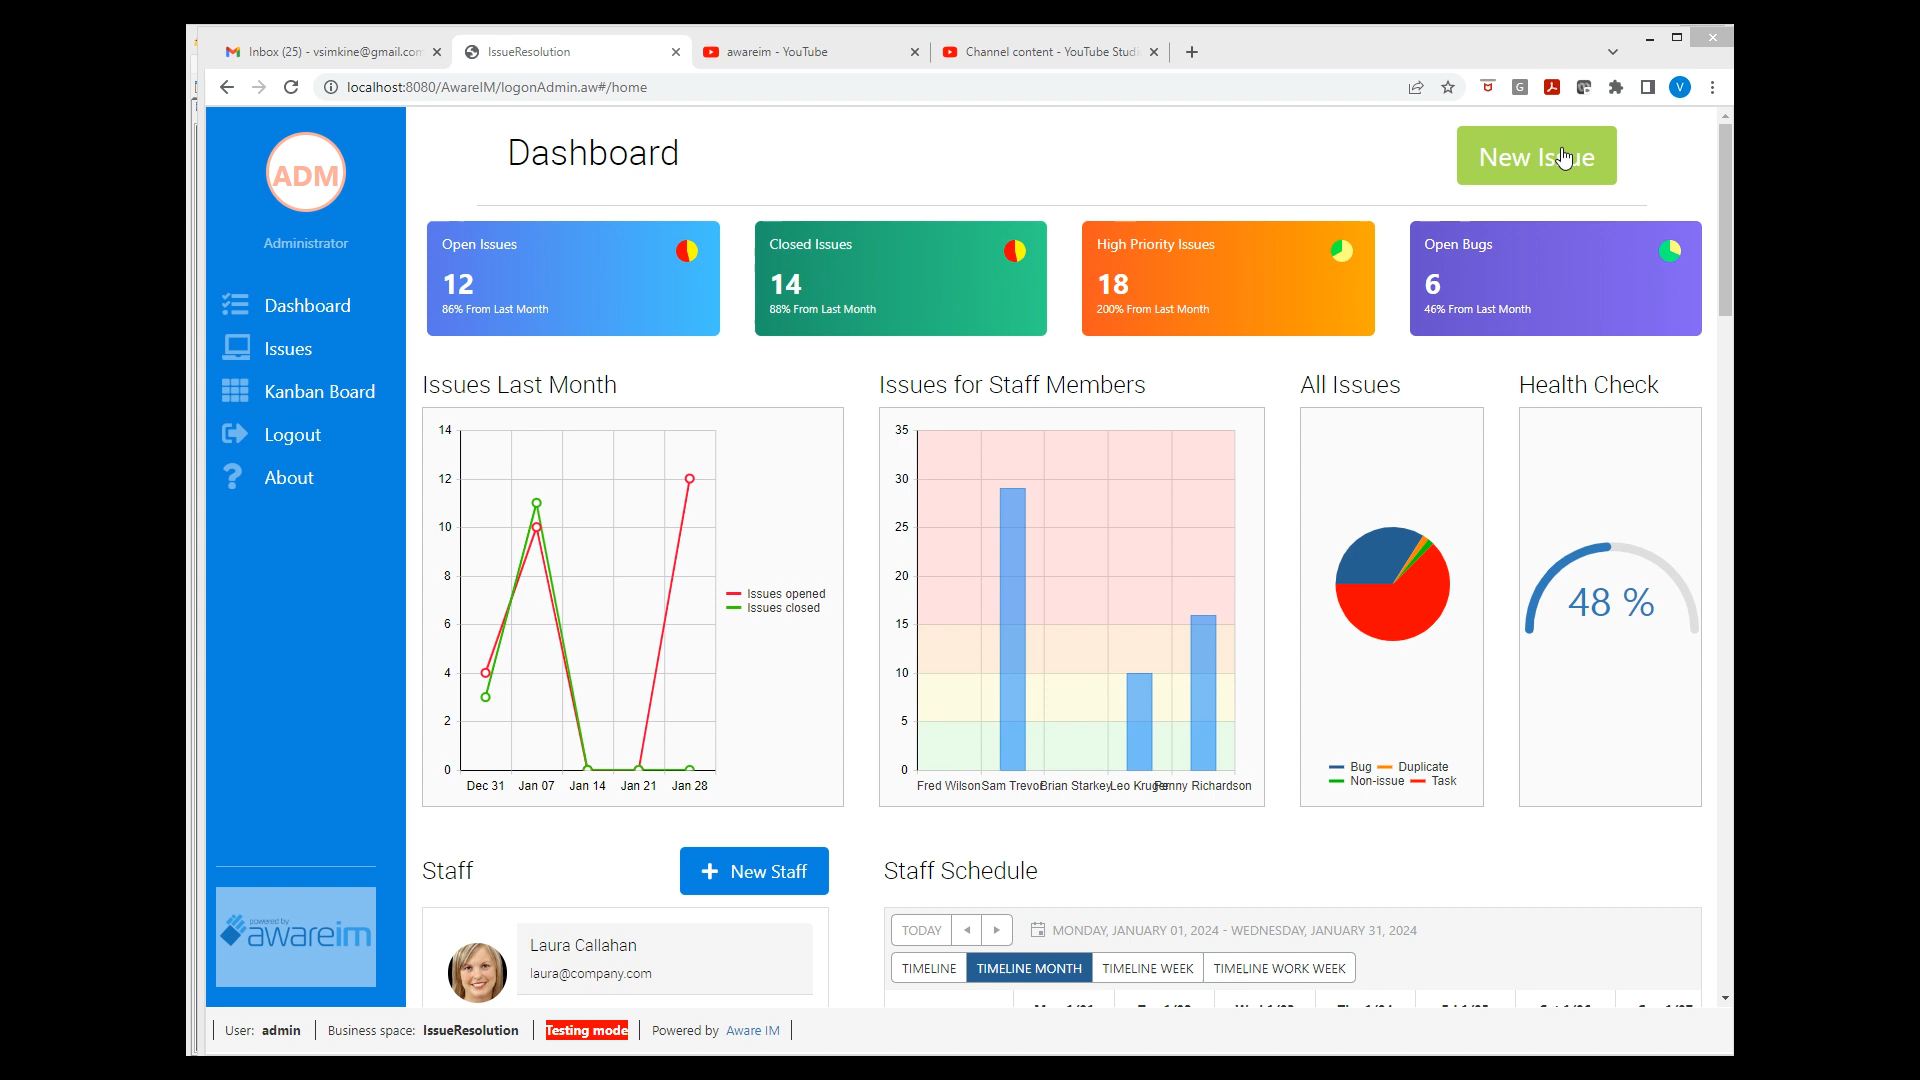 Inbox (25) - vsimkine@gmail.com
IssueResolution
awareim - YouTube
Channel content - YouTube Studi
localhost:8080/AwareIM/logonAdmin.aw#/home
G
V
ADM
Administrator
Dashboard
Issues
Kanban Board
Logout
? About
powered by
awareim
Dashboard
New Issue
Open Issues
12
86% From Last Month
Closed Issues
14
88% From Last Month
High Priority Issues
18
200% From Last Month
Open Bugs
6
46% From Last Month
Issues Last Month
14
12
10
8
6
4
2
0
Dec 31 Jan 07 Jan 14 Jan 21 Jan 28
Issues opened
Issues closed
Issues for Staff Members
35
30
25
20
15
10
5
0
Fred Wilson Sam Trevor Brian Starkey Leo Kruger Penny Richardson
All Issues
Bug Duplicate
Non-issue Task
Health Check
48 %
Staff
+ New Staff
Laura Callahan
laura@company.com
Staff Schedule
TODAY
MONDAY, JANUARY 01, 2024 - WEDNESDAY, JANUARY 31, 2024
TIMELINE TIMELINE MONTH TIMELINE WEEK TIMELINE WORK WEEK
User: admin Business space: IssueResolution Testing mode Powered by Aware IM